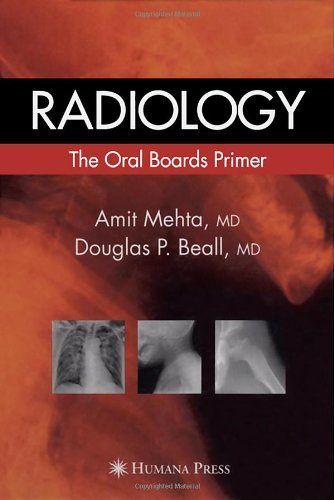 RADIOLOGY
The Oral Boards Primer
Amit Mehta, MD
Douglas P. Beall, MD
HUMANA PRESS